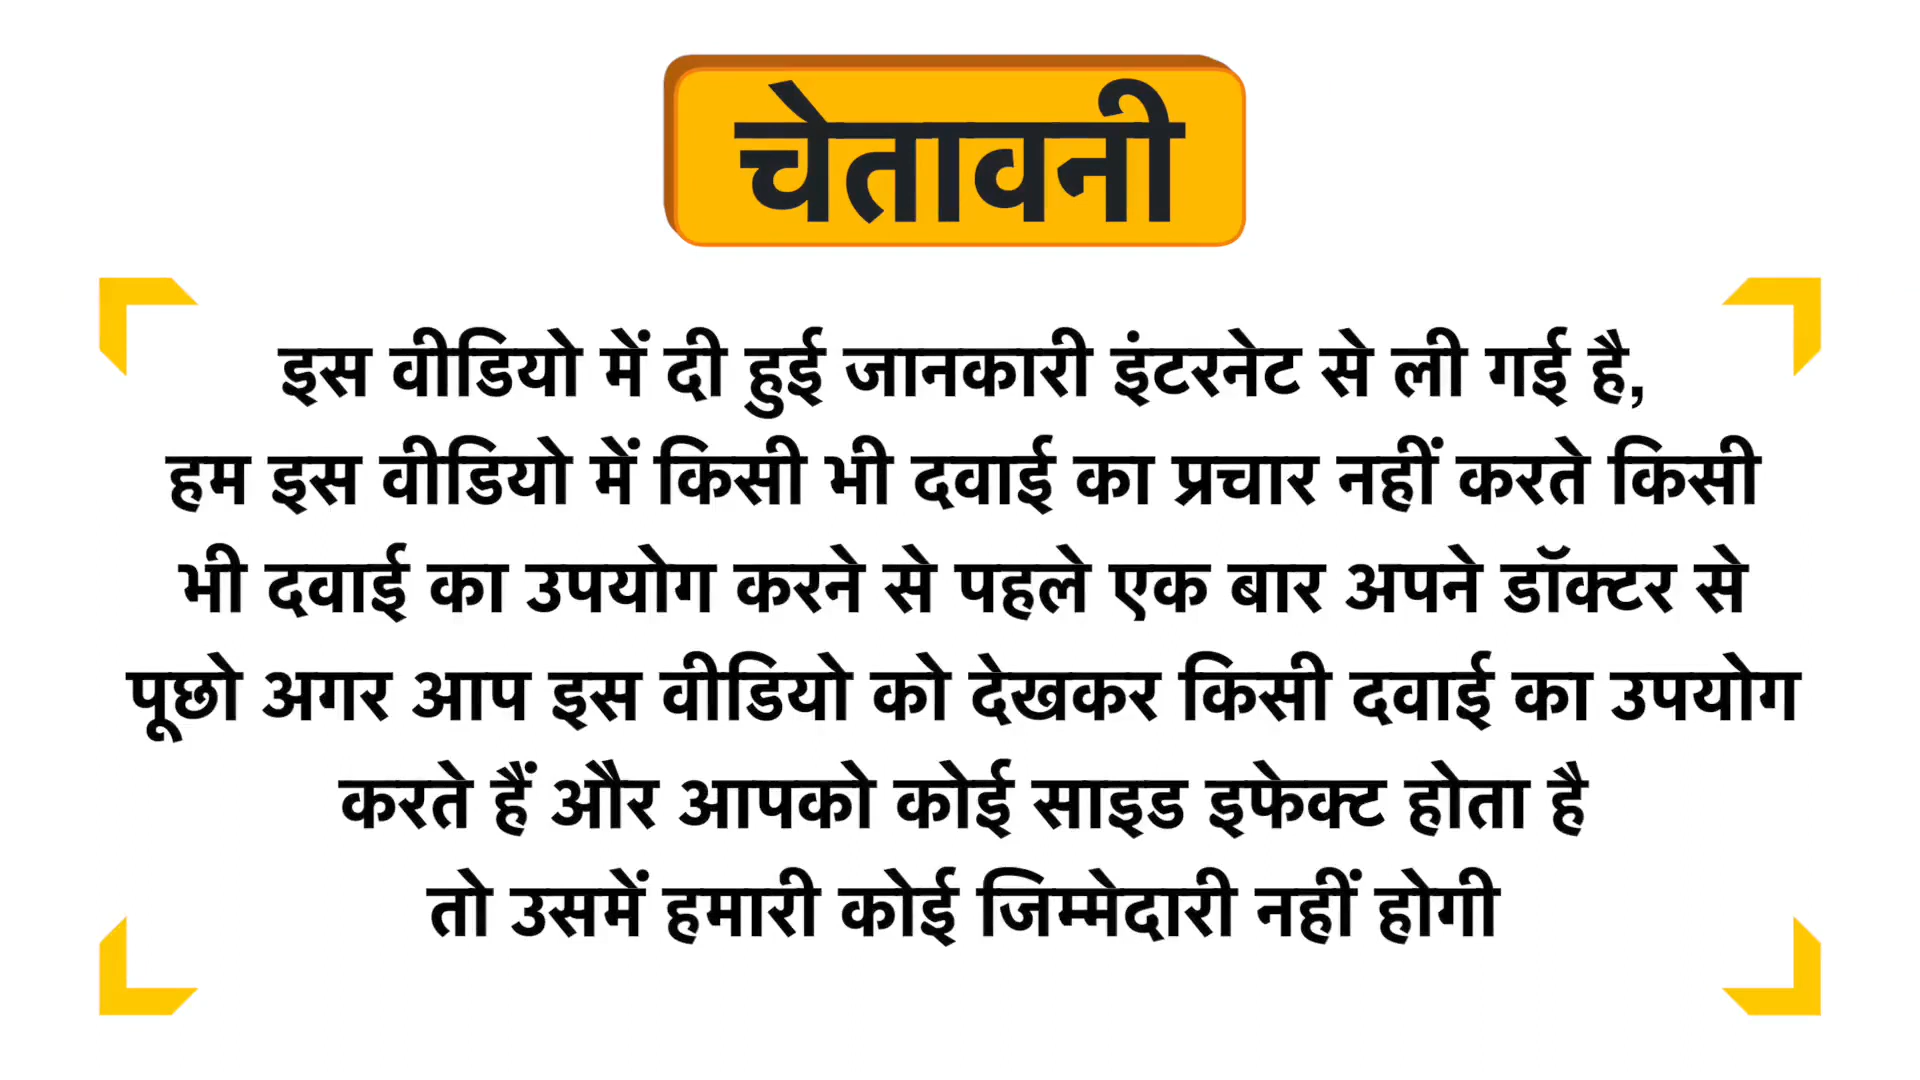 चेतावनी
इस वीडियो में दी हुई जानकारी इंटरनेट से ली गई है,
हम इस वीडियो में किसी भी दवाई का प्रचार नहीं करते किसी
भी दवाई का उपयोग करने से पहले एक बार अपने डॉक्टर से
पूछो अगर आप इस वीडियो को देखकर किसी दवाई का उपयोग
करते हैं और आपको कोई साइड इफेक्ट होता है
तो उसमें हमारी कोई जिम्मेदारी नहीं होगी